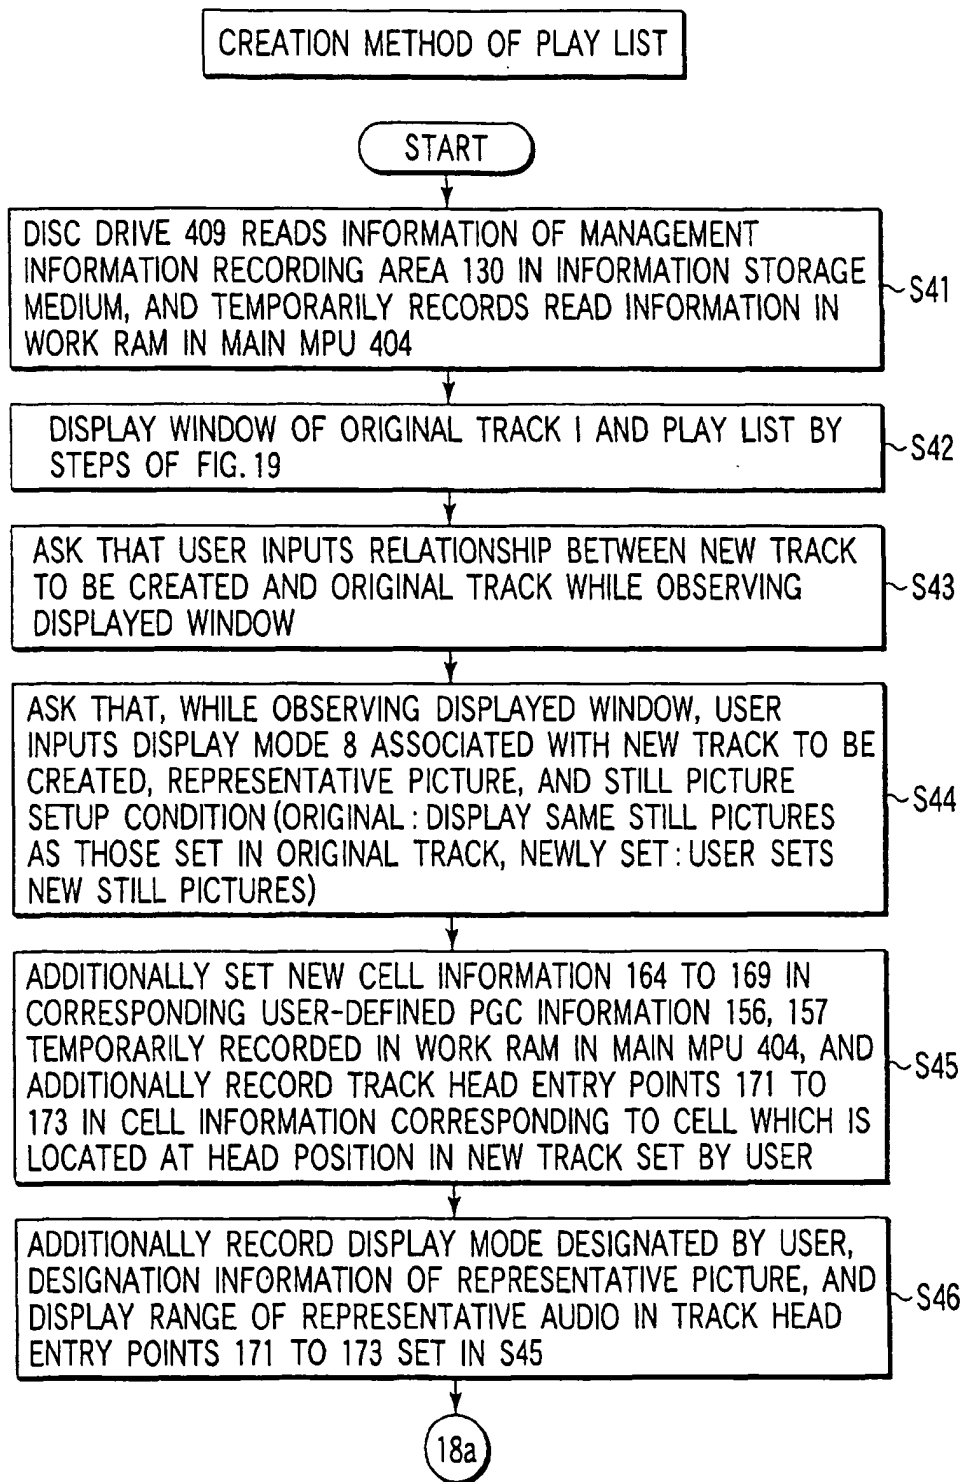 CREATION METHOD OF PLAY LIST
START
DISC DRIVE 409 READS INFORMATION OF MANAGEMENT
INFORMATION RECORDING AREA 130 IN INFORMATION STORAGE
MEDIUM, AND TEMPORARILY RECORDS READ INFORMATION IN
WORK RAM IN MAIN MPU 404
S41
DISPLAY WINDOW OF ORIGINAL TRACK I AND PLAY LIST BY
STEPS OF FIG. 19
S42
ASK THAT USER INPUTS RELATIONSHIP BETWEEN NEW TRACK
TO BE CREATED AND ORIGINAL TRACK WHILE OBSERVING
DISPLAYED WINDOW
S43
ASK THAT, WHILE OBSERVING DISPLAYED WINDOW, USER
INPUTS DISPLAY MODE 8 ASSOCIATED WITH NEW TRACK TO BE
CREATED, REPRESENTATIVE PICTURE, AND STILL PICTURE
SETUP CONDITION (ORIGINAL : DISPLAY SAME STILL PICTURES
AS THOSE SET IN ORIGINAL TRACK, NEWLY SET : USER SETS
NEW STILL PICTURES)
S44
ADDITIONALLY SET NEW CELL INFORMATION 164 TO 169 IN
CORRESPONDING USER-DEFINED PGC INFORMATION 156, 157
TEMPORARILY RECORDED IN WORK RAM IN MAIN MPU 404, AND
ADDITIONALLY RECORD TRACK HEAD ENTRY POINTS 171 TO
173 IN CELL INFORMATION CORRESPONDING TO CELL WHICH IS
LOCATED AT HEAD POSITION IN NEW TRACK SET BY USER
S45
ADDITIONALLY RECORD DISPLAY MODE DESIGNATED BY USER,
DESIGNATION INFORMATION OF REPRESENTATIVE PICTURE, AND
DISPLAY RANGE OF REPRESENTATIVE AUDIO IN TRACK HEAD
ENTRY POINTS 171 TO 173 SET IN S45
S46
18a